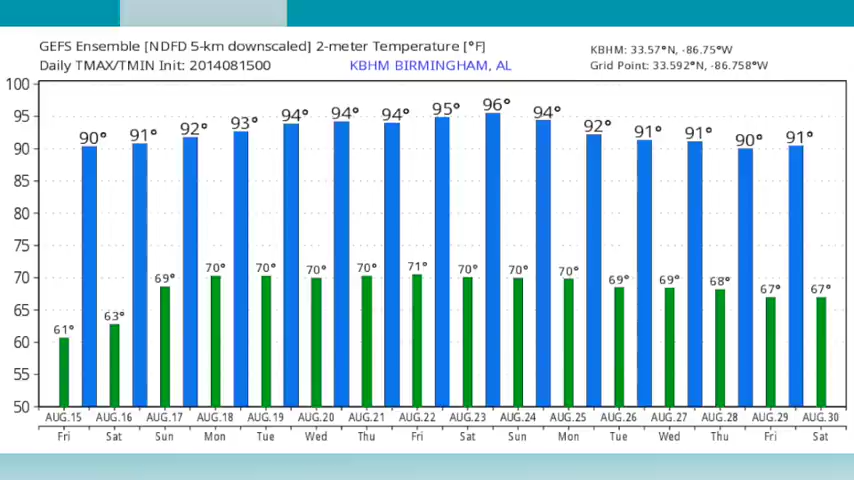 GEFS Ensemble [NDFD 5-km downscaled] 2-meter Temperature [°F]
KBHM: 33.57°N, -86.75°W
Daily TMAX/TMIN Init: 2014081500 KBHM BIRMINGHAM, AL Grid Point: 33.592°N, -86.758°W
100
95
90
85
80
75
70
65
60
55
50
90° 91° 92° 93° 94° 94° 94° 95° 96° 94° 92° 91° 91° 90° 91°
61° 63° 69° 70° 70° 70° 70° 71° 70° 70° 70° 69° 69° 68° 67° 67°
AUG.15 AUG.16 AUG.17 AUG.18 AUG.19 AUG.20 AUG.21 AUG.22 AUG.23 AUG.24 AUG.25 AUG.26 AUG.27 AUG.28 AUG.29 AUG.30
Fri Sat Sun Mon Tue Wed Thu Fri Sat Sun Mon Tue Wed Thu Fri Sat